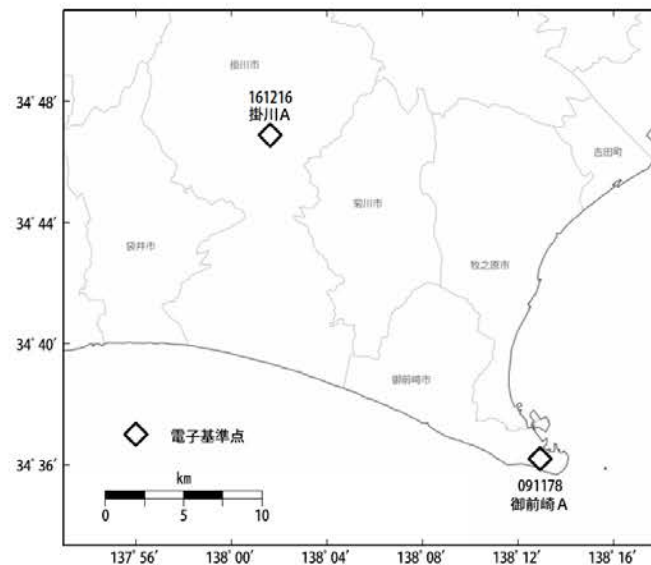 掛川市
34° 48′
161216
掛川A
吉田町
菊川市
34° 44′
袋井市
牧之原市
34° 40′
御前崎市
電子基準点
34° 36′
km
091178
0 5 10
御前崎A
137° 56′ 138° 00′ 138° 04′ 138° 08′ 138° 12′ 138° 16′